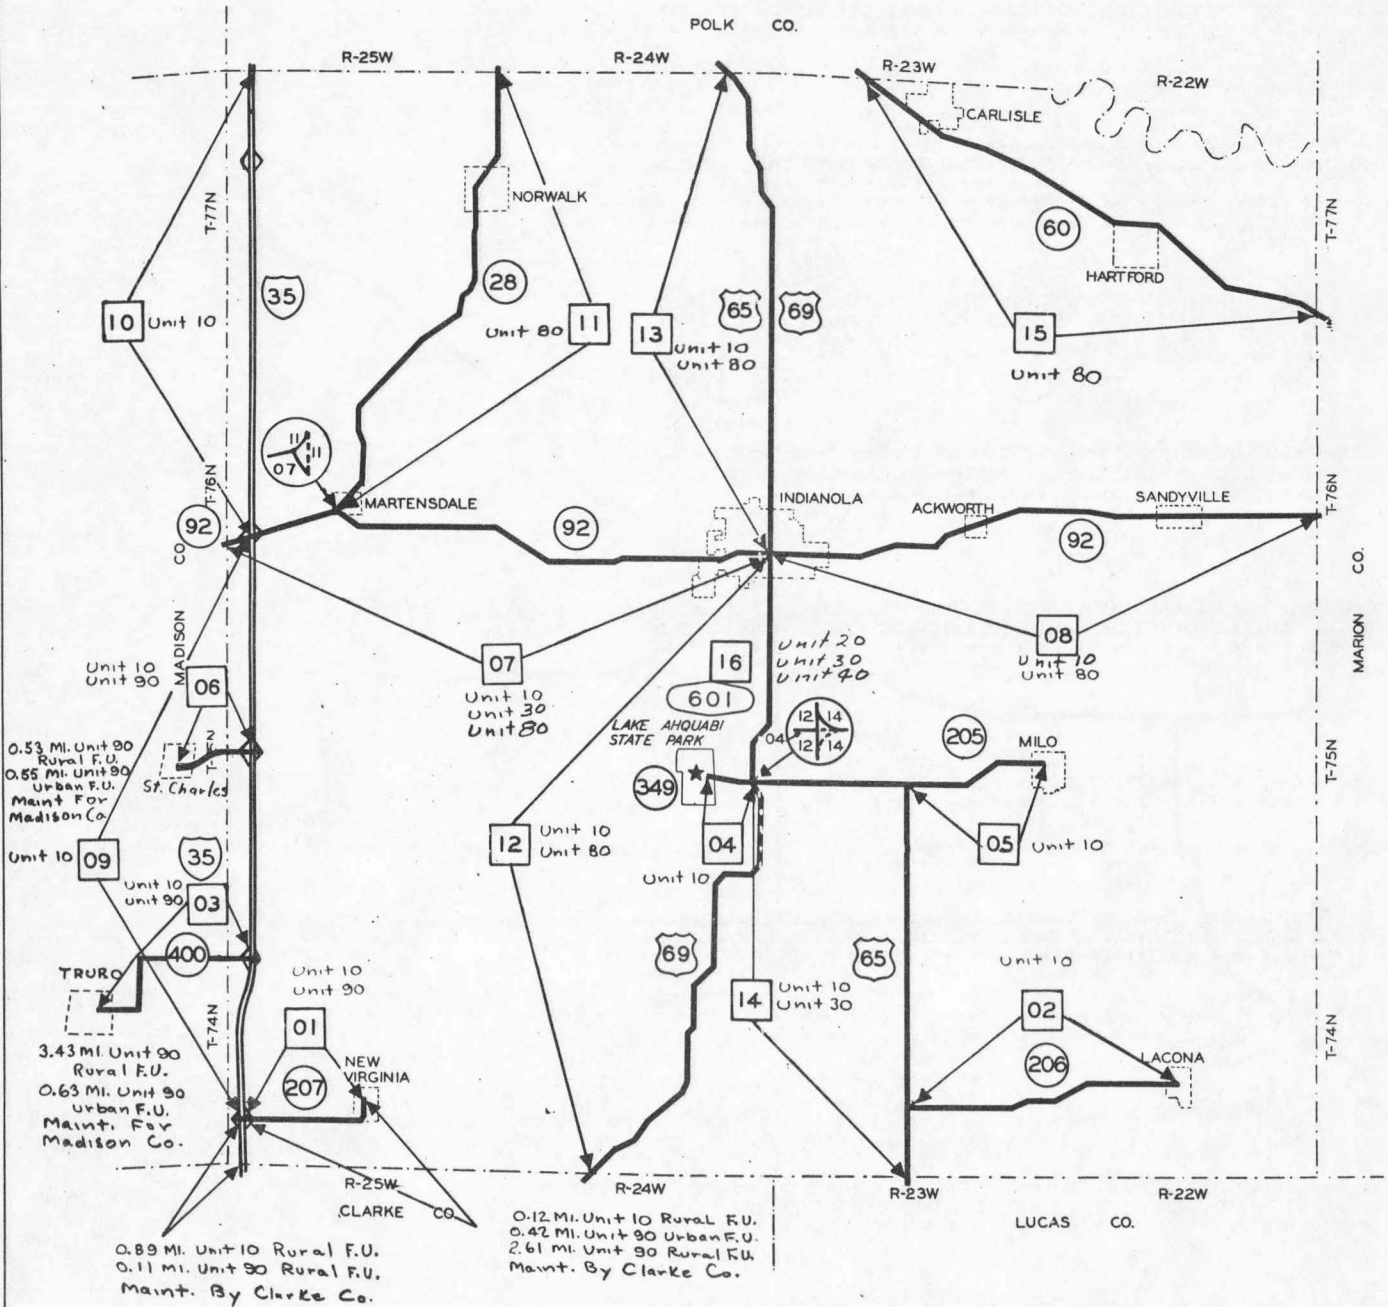 POLK CO.
R-25W
R-24W
R-23W
R-22W
CARLISLE
T-77N
NORWALK
T-77N
60
HARTFORD
35
28
10 Unit 10
Unit 80 11
13
Unit 10
Unit 80
65
69
15
Unit 80
11
11
07
T-76N
MARTENSDALE
92
92
INDIANOLA
ACKWORTH
SANDYVILLE
92
T-76N
CO
MARION CO.
MADISON
Unit 10
Unit 90
06
07
Unit 10
Unit 30
Unit 80
16
Unit 20
Unit 30
Unit 40
601
08
Unit 10
Unit 80
LAKE AHQUABI
STATE PARK
349
04
12 14
12 14
205
MILO
T-75N
0.53 MI. Unit 90
Rural F.U.
0.55 MI. Unit 90
Urban F.U.
Maint For
Madison Co
St. Charles
Unit 10 09
35
Unit 10
Unit 90
03
12
Unit 10
Unit 80
04
Unit 10
05 Unit 10
400
TRURO
69
65
14
Unit 10
Unit 30
Unit 10
02
206
LACONA
T-74N
T-74N
Unit 10
Unit 90
01
207
NEW
VIRGINIA
3.43 MI. Unit 90
Rural F.U.
0.63 MI. Unit 90
Urban F.U.
Maint. For
Madison Co.
R-25W
R-24W
R-23W
R-22W
CLARKE CO.
LUCAS CO.
0.89 MI. Unit 10 Rural F.U.
0.11 MI. Unit 90 Rural F.U.
Maint. By Clarke Co.
0.12 MI. Unit 10 Rural F.U.
0.42 MI. Unit 90 Urban F.U.
2.61 MI. Unit 90 Rural F.U.
Maint. By Clarke Co.